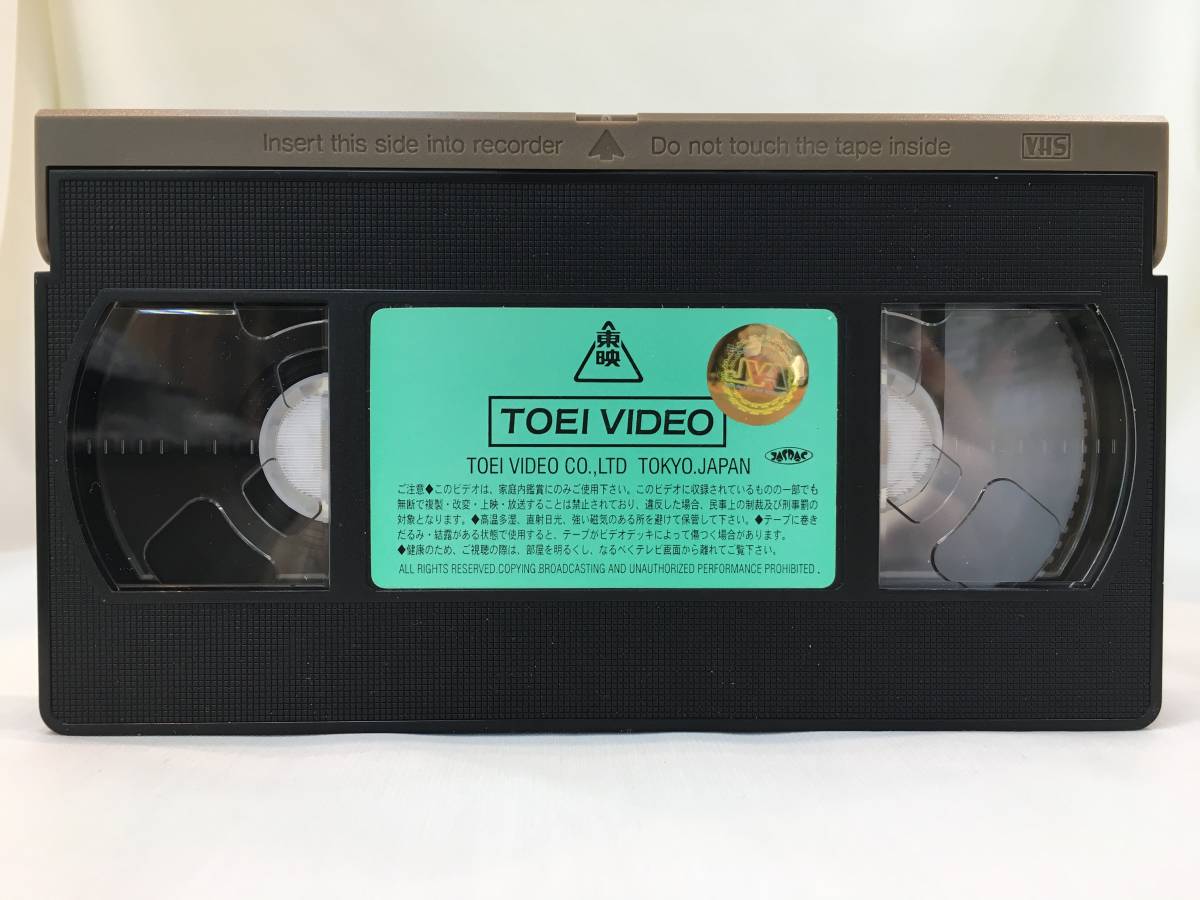 Insert this side into recorder Do not touch the tape inside VHS
東映
JVA
TOEI VIDEO
TOEI VIDEO CO.,LTD TOKYO.JAPAN
JASRAC
ご注意◆このビデオは、家庭内鑑賞にのみご使用下さい。このビデオに収録されているものの一部でも
無断で複製・改変・上映・放送することは禁止されており、違反した場合、民事上の制裁及び刑事罰の
対象となります。◆高温多湿、直射日光、強い磁気のある所を避けて保管して下さい。◆テープに巻き
だるみ・結露がある状態で使用すると、テープがビデオデッキによって傷つく場合があります。
◆健康のため、ご視聴の際は、部屋を明るくし、なるべくテレビ画面から離れてご覧下さい。
ALL RIGHTS RESERVED.COPYING.BROADCASTING AND UNAUTHORIZED PERFORMANCE PROHIBITED.